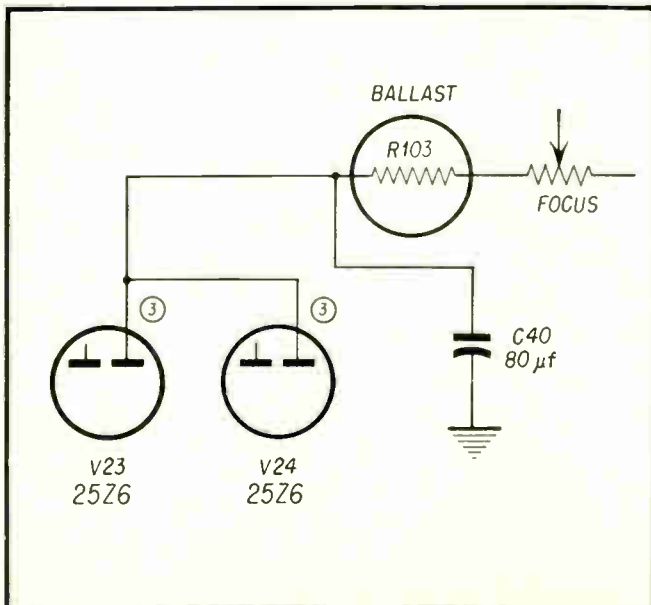 BALLAST
R103
FOCUS
3
3
C40
80 µf
V23
25Z6
V24
25Z6